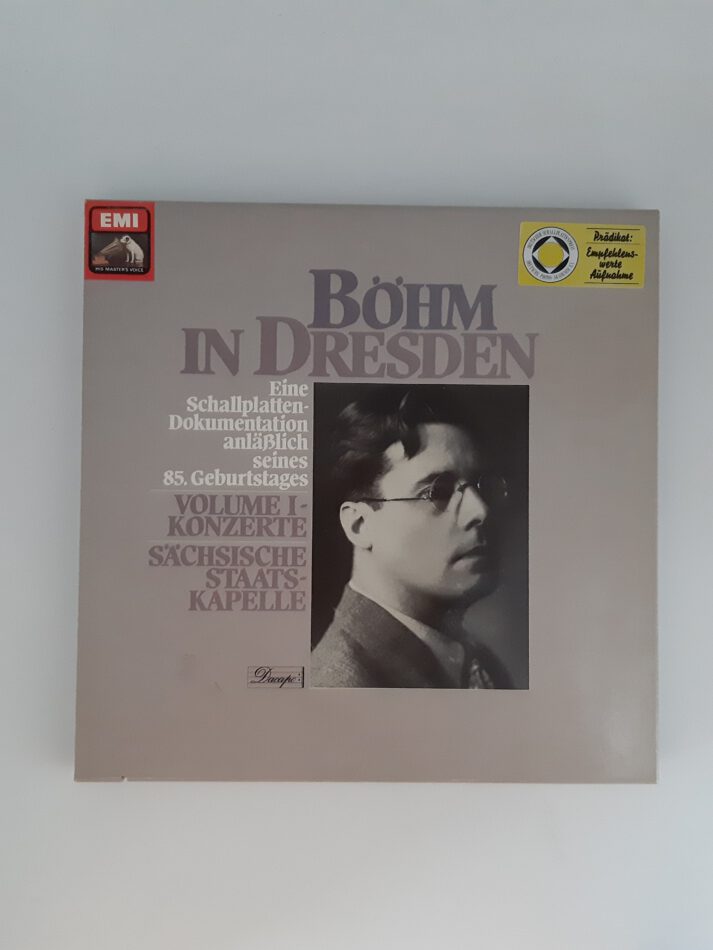 EMI
HIS MASTER'S VOICE
Prädikat:
Empfehlens-
werte
Aufnahme
BÖHM
IN DRESDEN
Eine
Schallplatten-
Dokumentation
anläßlich
seines
85. Geburtstages
VOLUME I-
KONZERTE
SÄCHSISCHE
STAATS-
KAPELLE
Dacapo